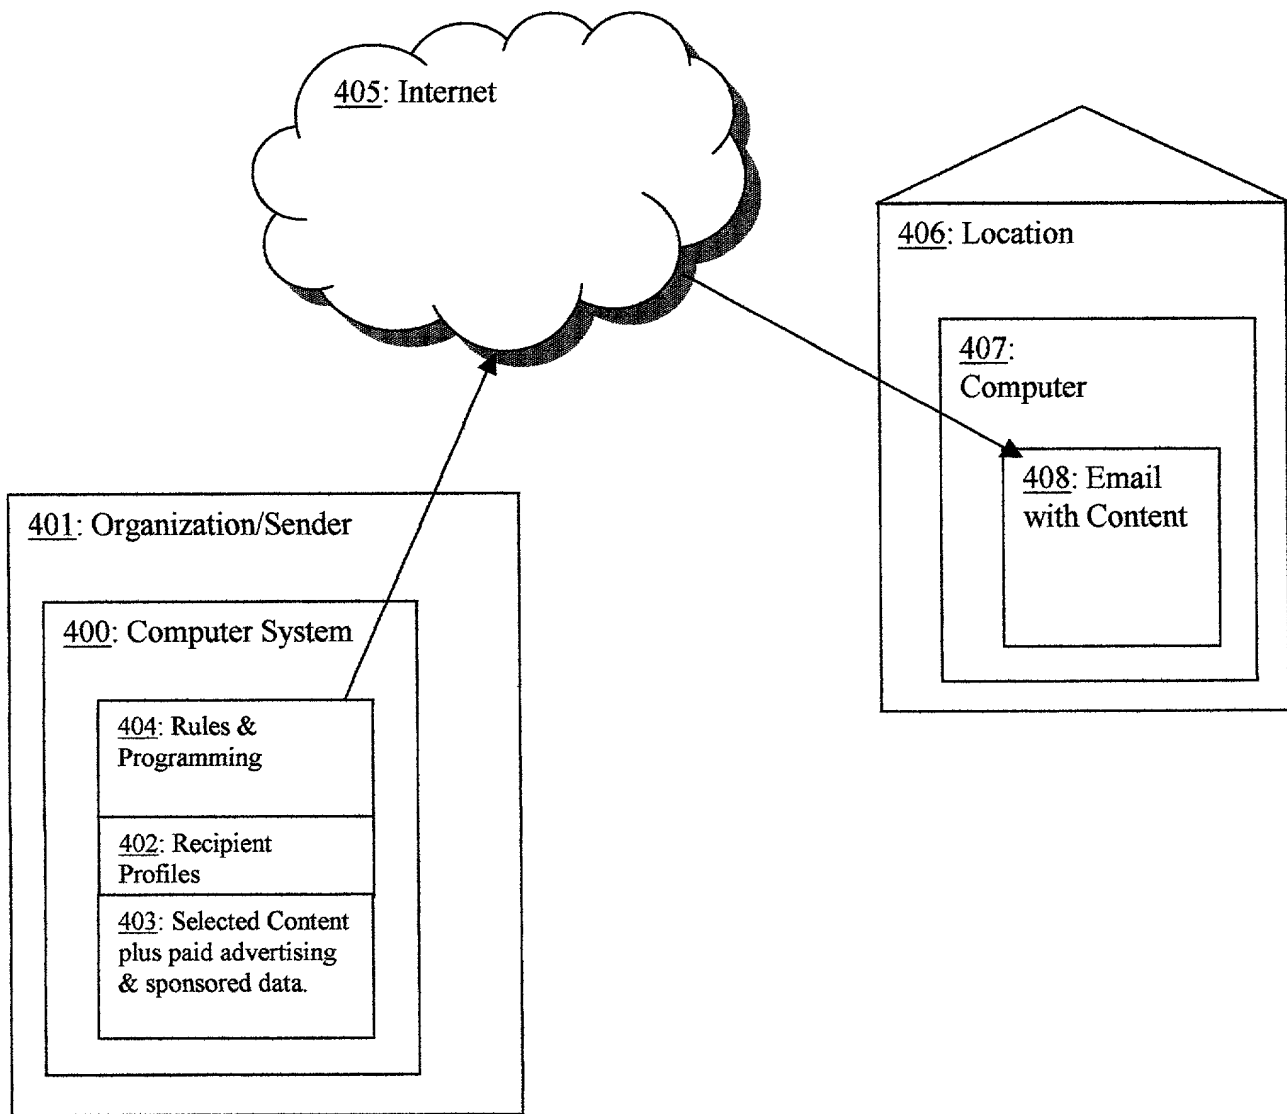 405: Internet
406: Location
407:
Computer
408: Email
with Content
401: Organization/Sender
400: Computer System
404: Rules &
Programming
402: Recipient
Profiles
403: Selected Content
plus paid advertising
& sponsored data.